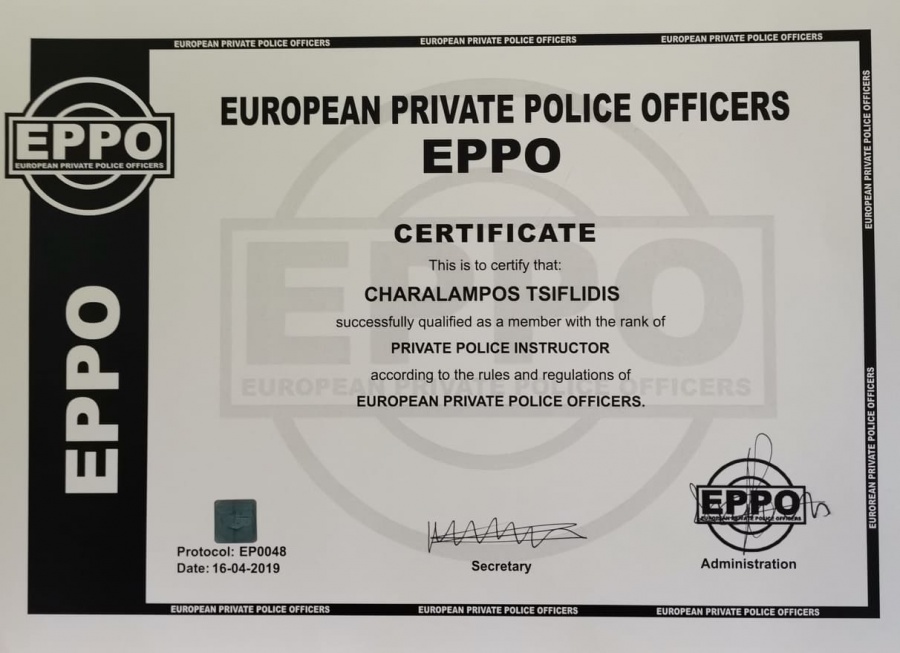 EUROPEAN PRIVATE POLICE OFFICERS EUROPEAN PRIVATE POLICE OFFICERS EUROPEAN PRIVATE POLICE OFFICERS
EPPO
EUROPEAN PRIVATE POLICE OFFICERS
EPPO
EUROPEAN PRIVATE POLICE OFFICERS
EPPO
CERTIFICATE
This is to certify that:
CHARALAMPOS TSIFLIDIS
successfully qualified as a member with the rank of
PRIVATE POLICE INSTRUCTOR
according to the rules and regulations of
EUROPEAN PRIVATE POLICE OFFICERS.
EPPO
EUROPEAN PRIVATE POLICE OFFICERS
Protocol: EP0048
Date: 16-04-2019
Secretary
EPPO
EUROPEAN PRIVATE POLICE OFFICERS
Administration
EUROPEAN PRIVATE POLICE OFFICERS
EUROPEAN PRIVATE POLICE OFFICERS
EUROPEAN PRIVATE POLICE OFFICERS EUROPEAN PRIVATE POLICE OFFICERS EUROPEAN PRIVATE POLICE OFFICERS